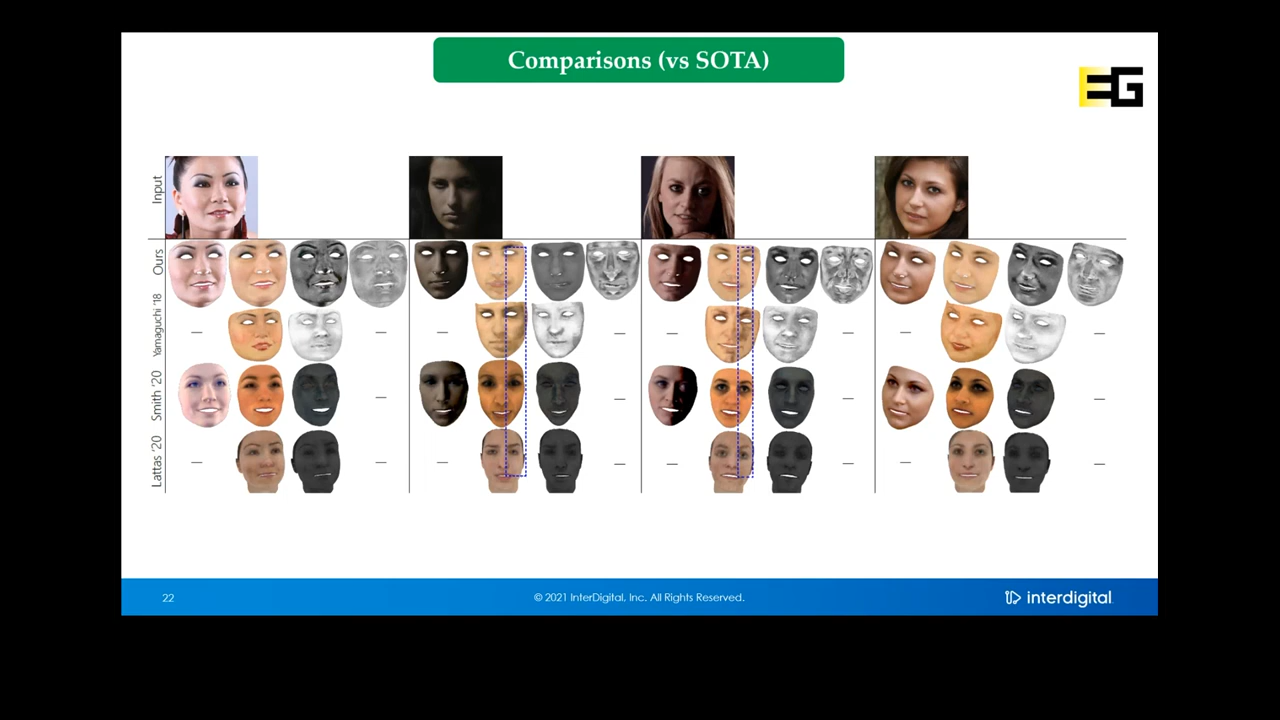 Comparisons (vs SOTA)
EG
Input
Ours
Yamaguchi '18
Smith '20
Lattas '20
22
© 2021 InterDigital, Inc. All Rights Reserved.
interdigital